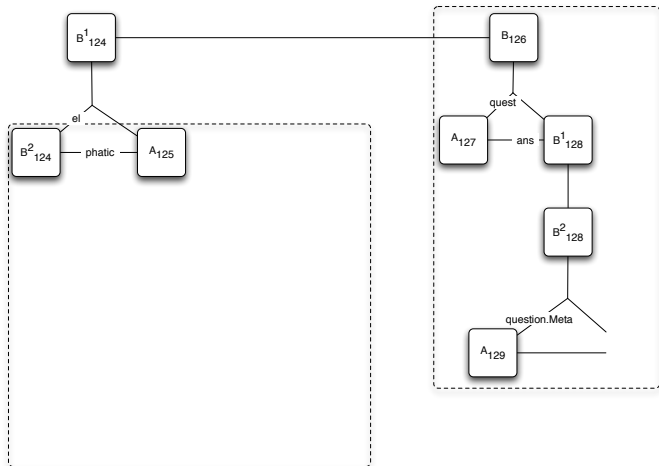 B¹₁₂₄
B₁₂₆
quest
el
A₁₂₇
ans
B¹₁₂₈
B²₁₂₄
phatic
A₁₂₅
B²₁₂₈
question.Meta
A₁₂₉